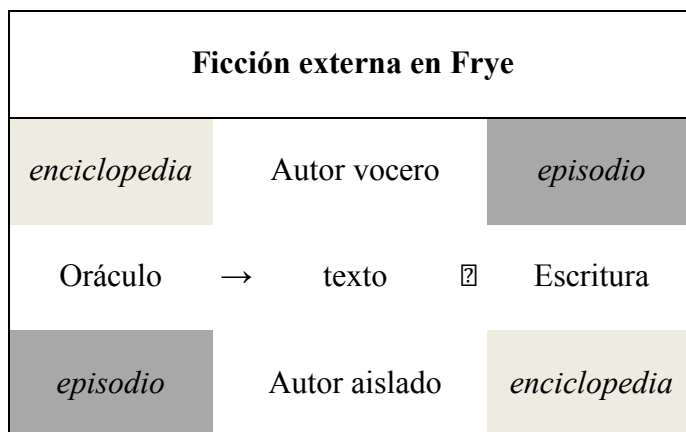 Ficción externa en Frye
enciclopedia Autor vocero episodio
Oráculo → texto Escritura
episodio Autor aislado enciclopedia